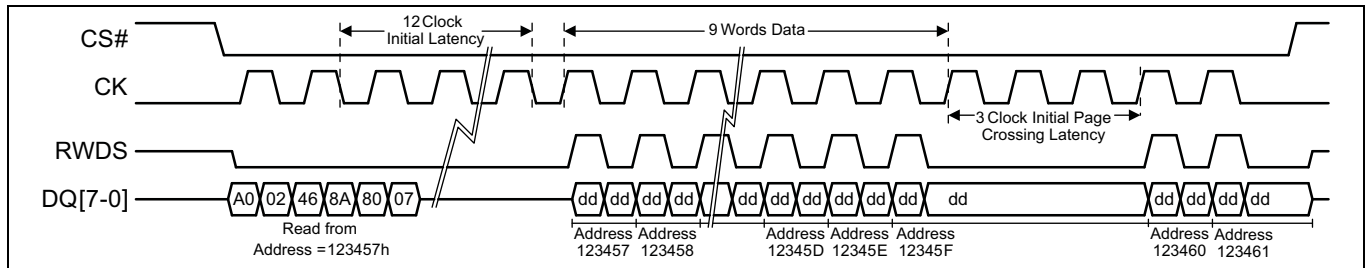 CS#
12 Clock
Initial Latency
9 Words Data
CK
3 Clock Initial Page
Crossing Latency
RWDS
DQ[7-0]
A0 02 46 8A 80 07
dd dd dd dd dd dd dd dd dd dd dd dd dd dd dd
Read from
Address =123457h
Address
123457
Address
123458
Address
12345D
Address
12345E
Address
12345F
Address
123460
Address
123461